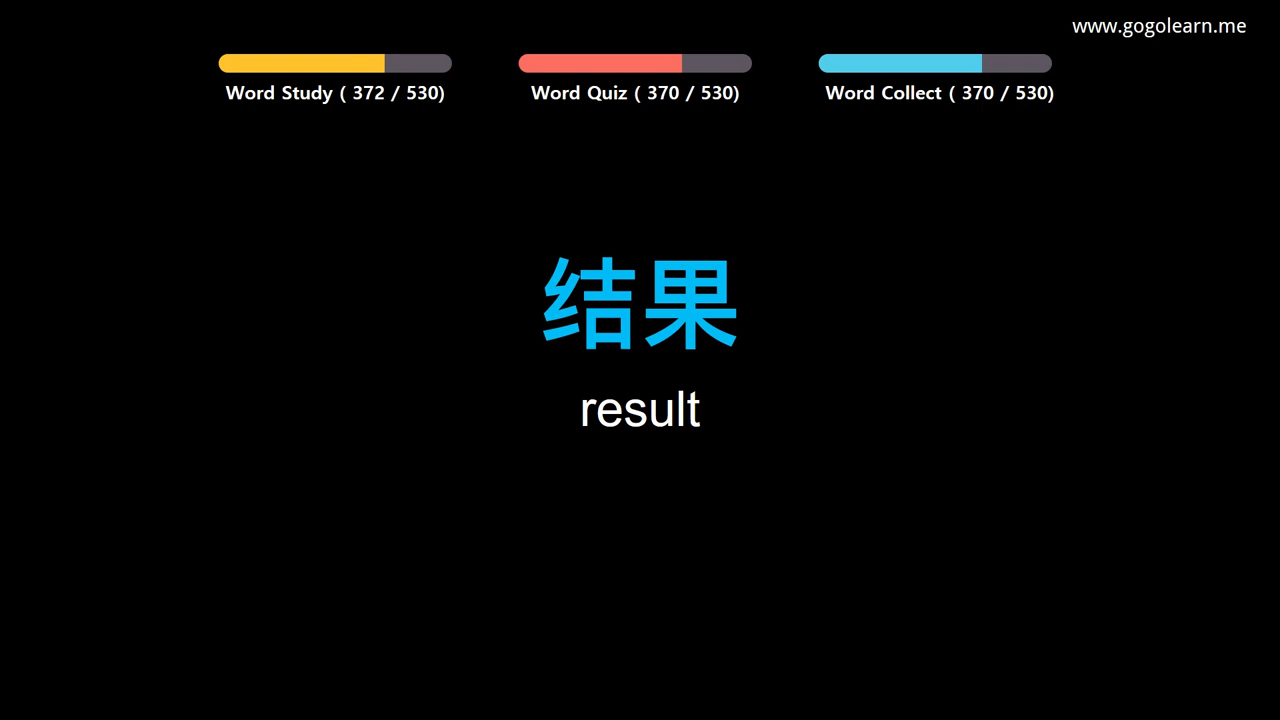 www.gogolearn.me
Word Study ( 372 / 530)
Word Quiz ( 370 / 530)
Word Collect ( 370 / 530)
结果
result